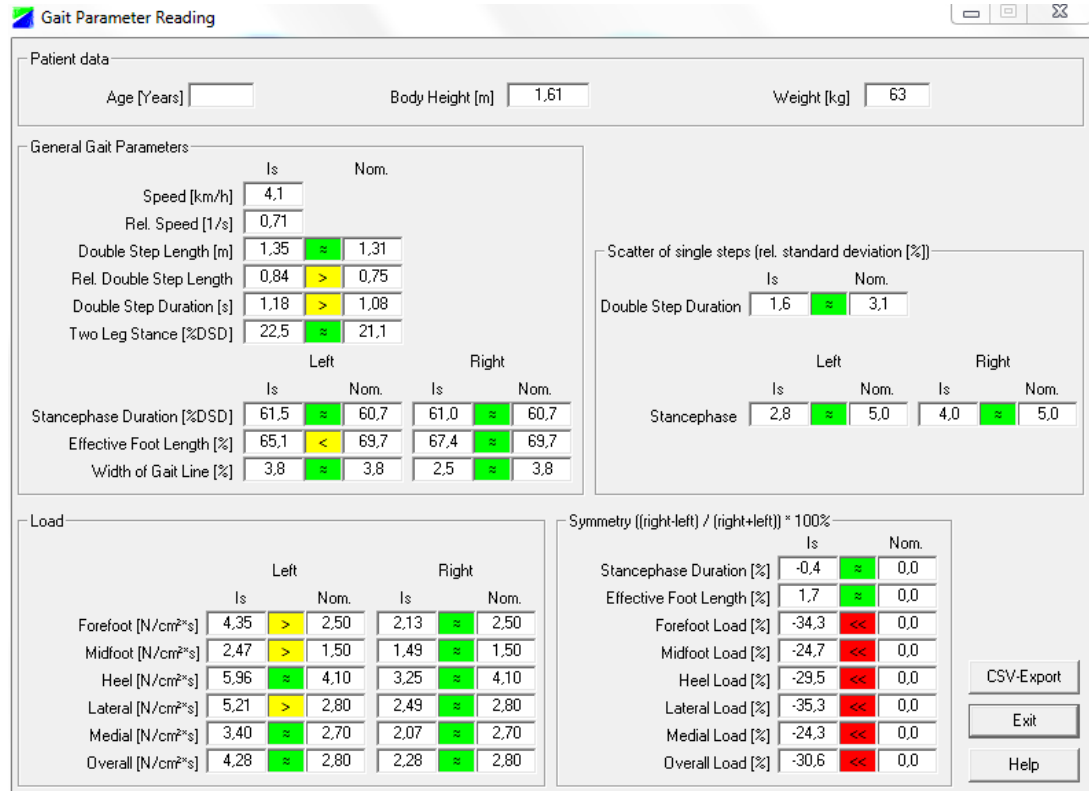 Gait Parameter Reading
Patient data
Age [Years] Body Height [m] 1,61 Weight [kg] 63
General Gait Parameters
Is Nom.
Speed [km/h] 4,1
Rel. Speed [1/s] 0,71
Double Step Length [m] 1,35 ≈ 1,31
Rel. Double Step Length 0,84 > 0,75
Double Step Duration [s] 1,18 > 1,08
Two Leg Stance [%DSD] 22,5 ≈ 21,1
Left Right
Is Nom. Is Nom.
Stancephase Duration [%DSD] 61,5 ≈ 60,7 61,0 ≈ 60,7
Effective Foot Length [%] 65,1 < 69,7 67,4 ≈ 69,7
Width of Gait Line [%] 3,8 ≈ 3,8 2,5 ≈ 3,8
Scatter of single steps (rel. standard deviation [%])
Is Nom.
Double Step Duration 1,6 ≈ 3,1
Left Right
Is Nom. Is Nom.
Stancephase 2,8 ≈ 5,0 4,0 ≈ 5,0
Load
Left Right
Is Nom. Is Nom.
Forefoot [N/cm²*s] 4,35 > 2,50 2,13 ≈ 2,50
Midfoot [N/cm²*s] 2,47 > 1,50 1,49 ≈ 1,50
Heel [N/cm²*s] 5,96 ≈ 4,10 3,25 ≈ 4,10
Lateral [N/cm²*s] 5,21 > 2,80 2,49 ≈ 2,80
Medial [N/cm²*s] 3,40 ≈ 2,70 2,07 ≈ 2,70
Overall [N/cm²*s] 4,28 ≈ 2,80 2,28 ≈ 2,80
Symmetry ((right-left) / (right+left)) * 100%
Is Nom.
Stancephase Duration [%] -0,4 ≈ 0,0
Effective Foot Length [%] 1,7 ≈ 0,0
Forefoot Load [%] -34,3 << 0,0
Midfoot Load [%] -24,7 << 0,0
Heel Load [%] -29,5 << 0,0
Lateral Load [%] -35,3 << 0,0
Medial Load [%] -24,3 << 0,0
Overall Load [%] -30,6 << 0,0
CSV-Export
Exit
Help